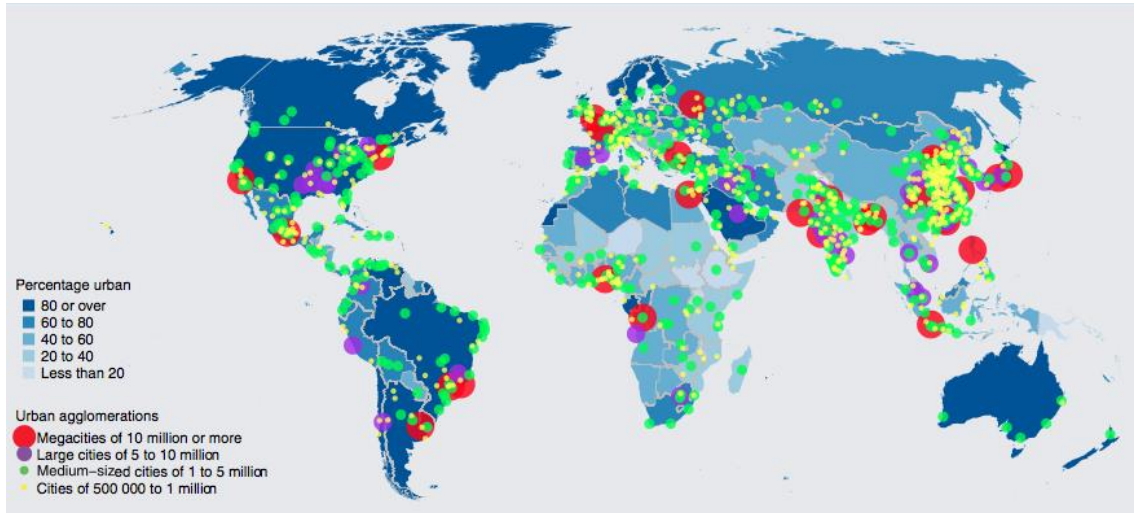 Percentage urban
80 or over
60 to 80
40 to 60
20 to 40
Less than 20
Urban agglomerations
Megacities of 10 million or more
Large cities of 5 to 10 million
Medium-sized cities of 1 to 5 million
Cities of 500 000 to 1 million